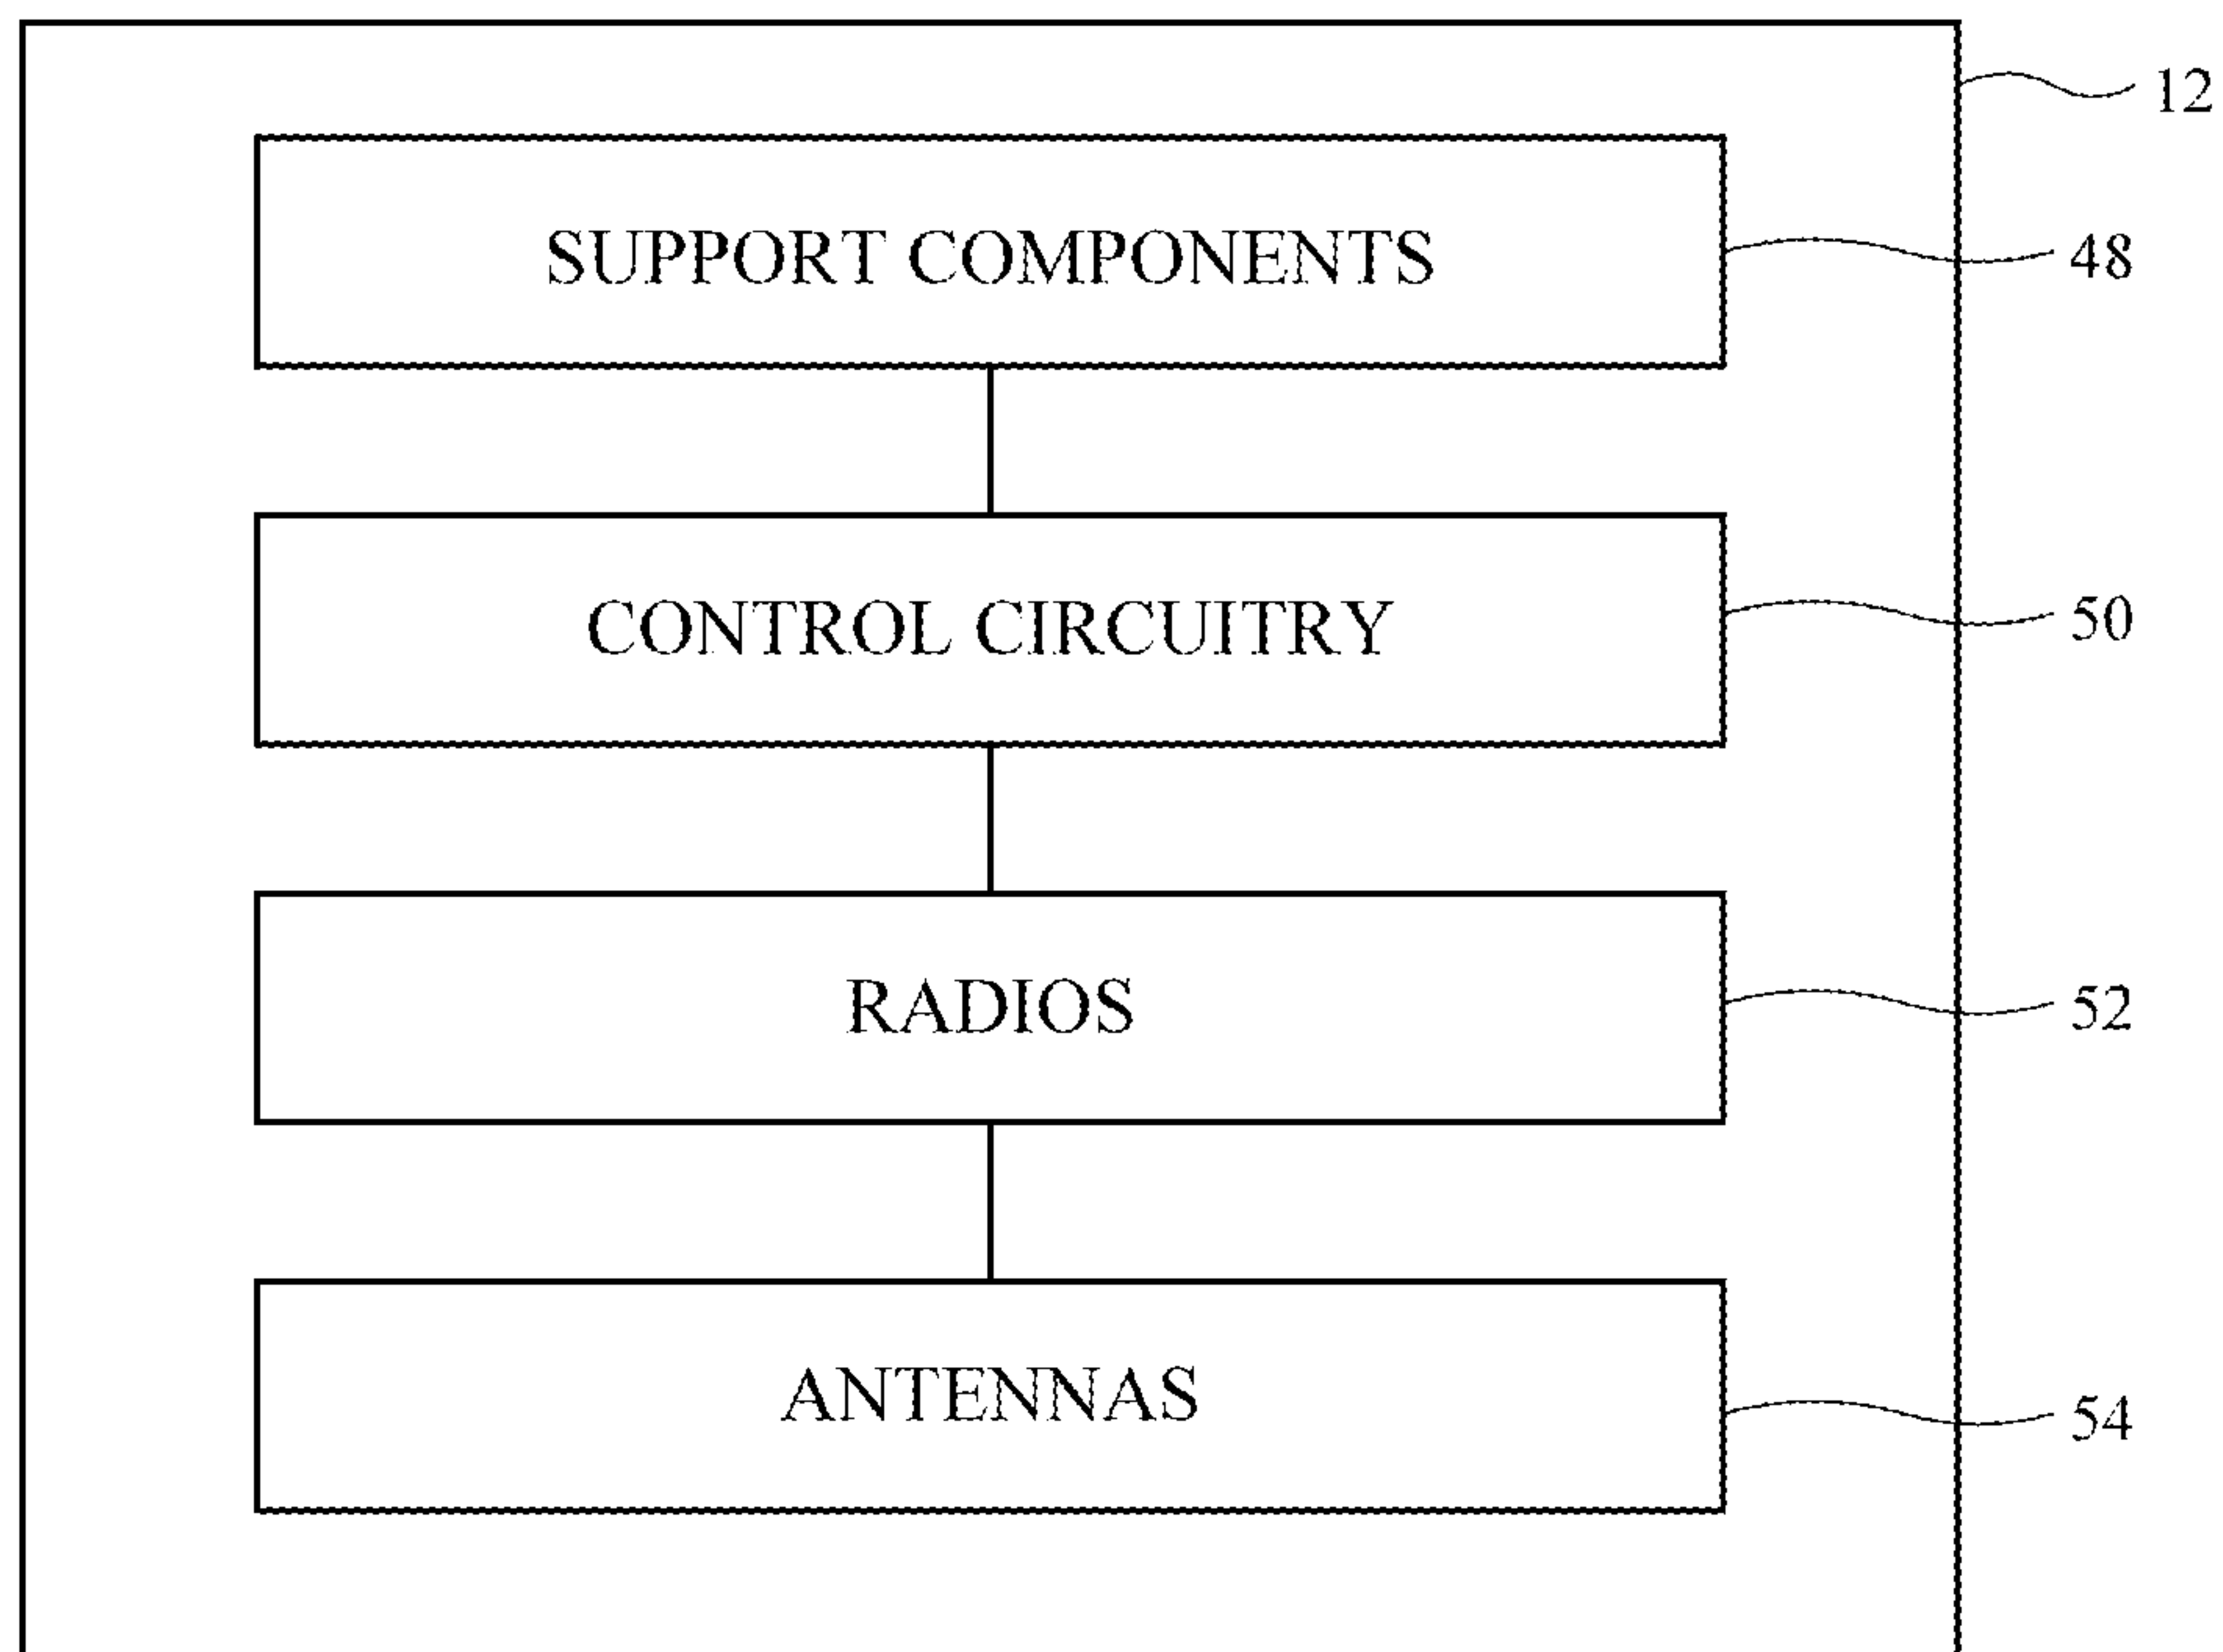 12
SUPPORT COMPONENTS
48
CONTROL CIRCUITRY
50
RADIOS
52
ANTENNAS
54